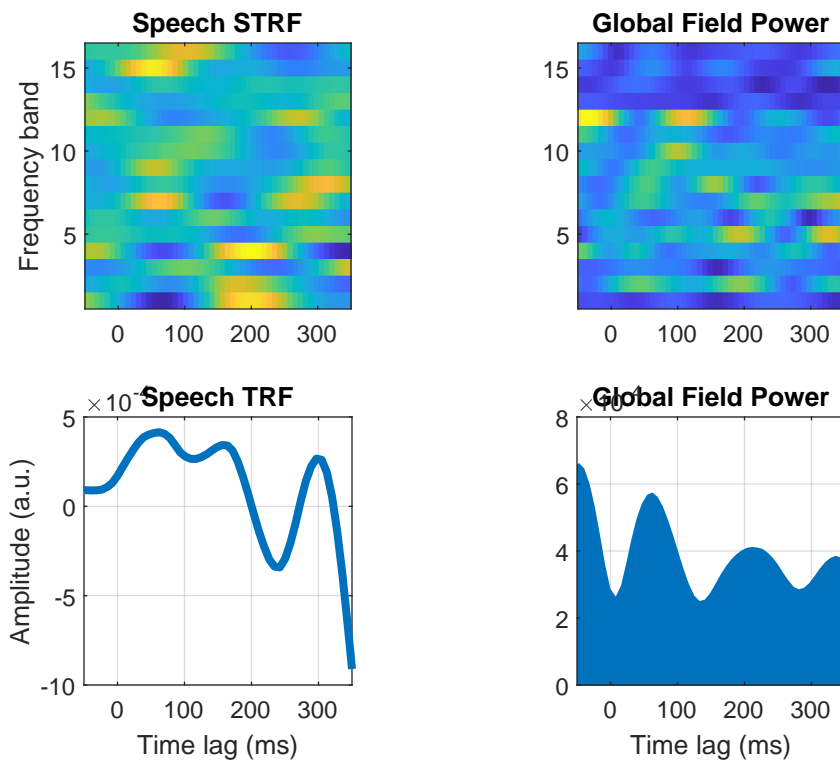 Speech STRF
Global Field Power
Frequency band
15
10
5
0 100 200 300
0 100 200 300
Speech TRF
Global Field Power
× 10-4
× 10-4
Amplitude (a.u.)
5
0
-5
-10
8
6
4
2
0
0 100 200 300
0 100 200 300
Time lag (ms)
Time lag (ms)